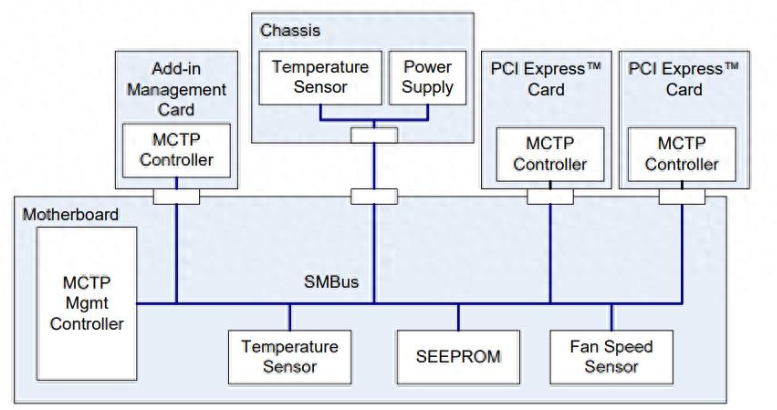 Chassis
Temperature
Sensor
Power
Supply
Add-in
Management
Card
MCTP
Controller
PCI Express™
Card
MCTP
Controller
PCI Express™
Card
MCTP
Controller
Motherboard
MCTP
Mgmt
Controller
SMBus
Temperature
Sensor
SEEPROM
Fan Speed
Sensor